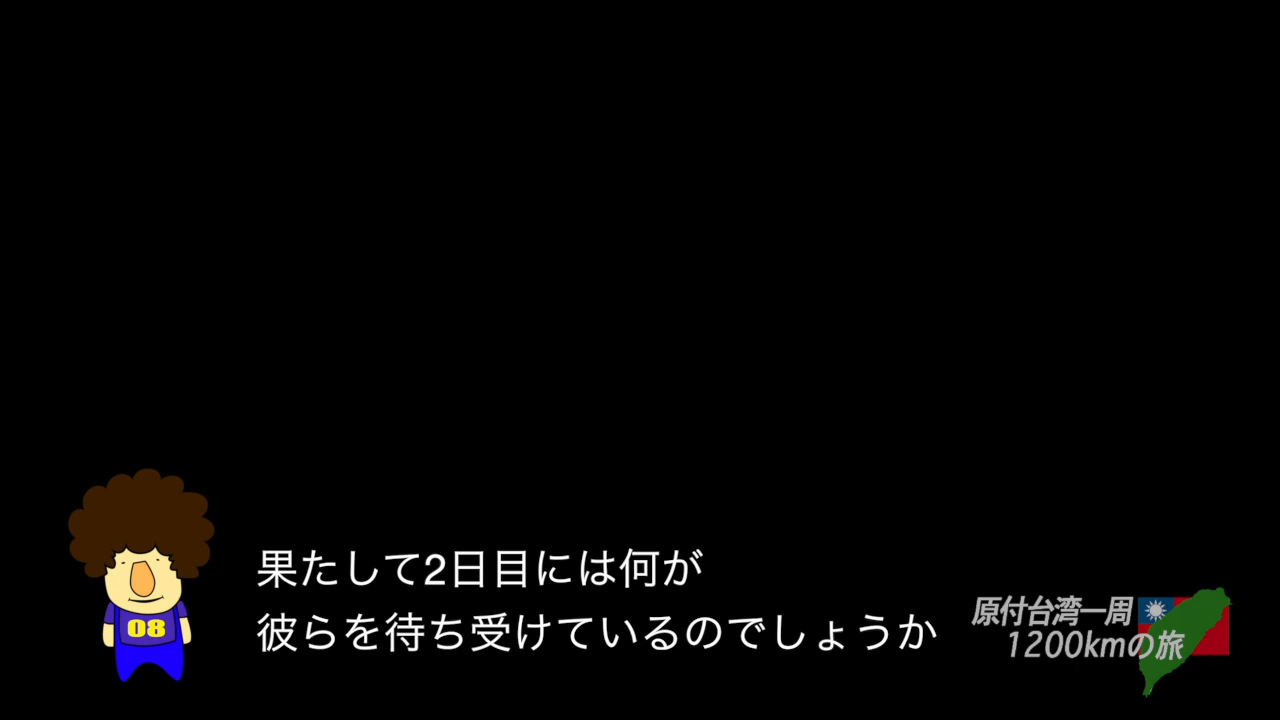 果たして2日目には何が
彼らを待ち受けているのでしょうか
08
原付台湾一周
1200kmの旅